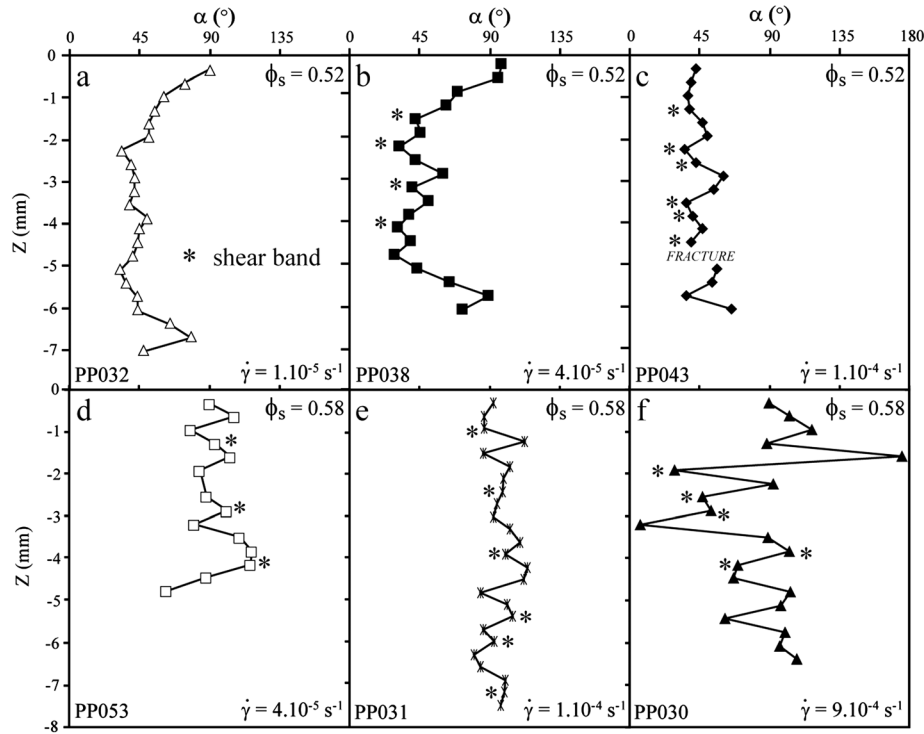 α (°) α (°) α (°)
0 45 90 135 0 45 90 135 0 45 90 135 180
0
a ϕs = 0.52
b ϕs = 0.52
c ϕs = 0.52
-1
*
*
-2
*
*
*
-3
*
Z (mm)
*
-4
*
*
* shear band
*
FRACTURE
-5
-6
-7
PP032 γ̇ = 1.10⁻⁵ s⁻¹
PP038 γ̇ = 4.10⁻⁵ s⁻¹
PP043 γ̇ = 1.10⁻⁴ s⁻¹
0
d ϕs = 0.58
e ϕs = 0.58
f ϕs = 0.58
-1
*
*
-2
*
*
*
-3
*
*
Z (mm)
-4
*
*
*
*
-5
*
-6
*
-7
*
-8
PP053 γ̇ = 4.10⁻⁵ s⁻¹
PP031 γ̇ = 1.10⁻⁴ s⁻¹
PP030 γ̇ = 9.10⁻⁴ s⁻¹